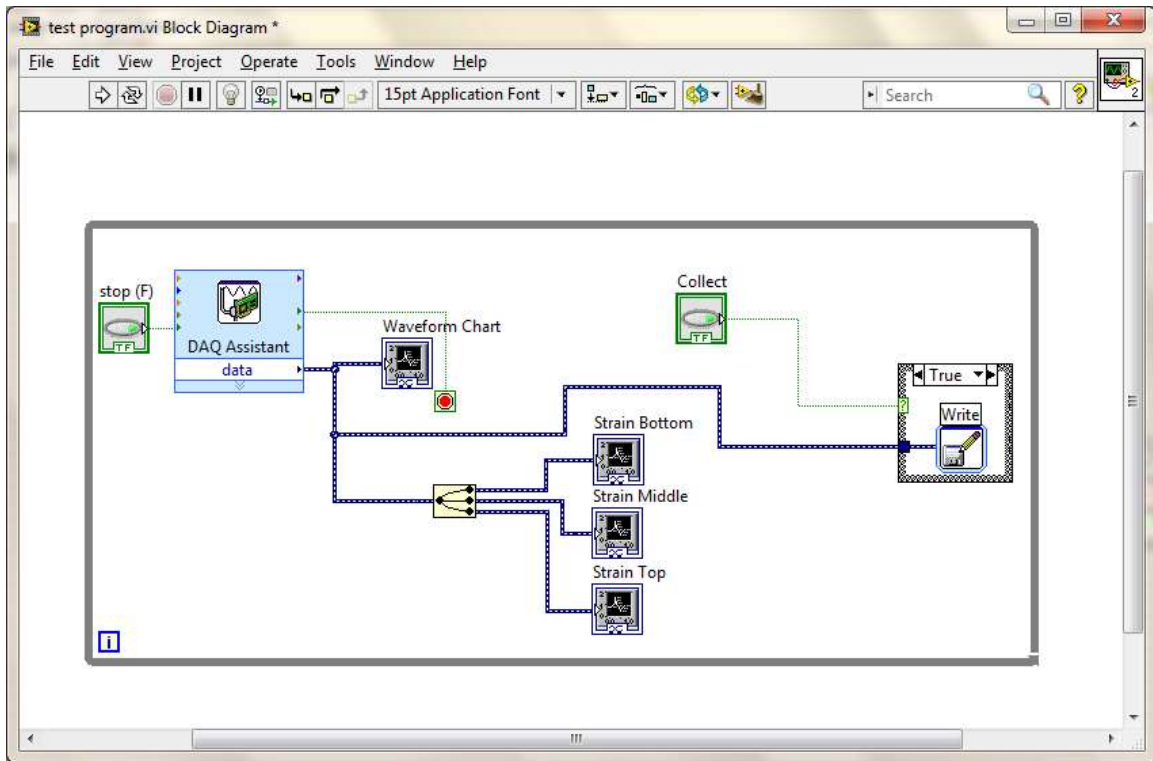 test program.vi Block Diagram *
File Edit View Project Operate Tools Window Help
15pt Application Font Search 2
stop (F)
TF
DAQ Assistant
data
Waveform Chart
Collect
TF
True
?
Write
Strain Bottom
Strain Middle
Strain Top
i